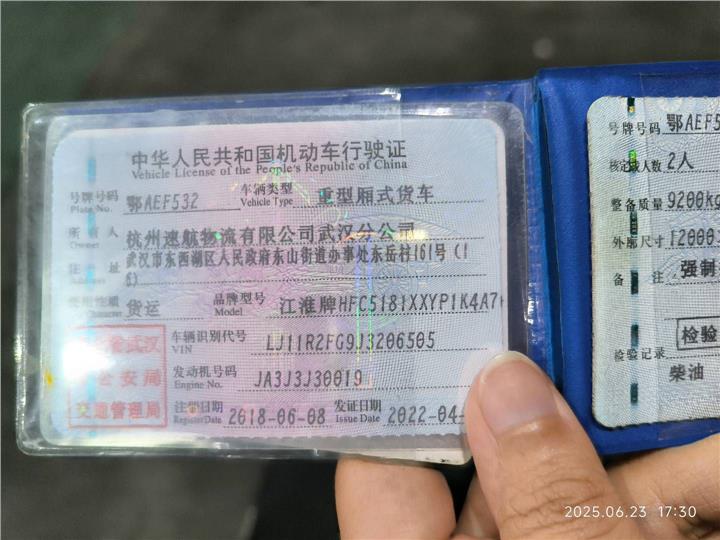 中华人民共和国机动车行驶证
Vehicle License of the People's Republic of China
号牌号码 鄂AEF532 车辆类型 重型厢式货车
Plate No. Vehicle Type
所有人 杭州速航物流有限公司武汉分公司
Owner
住址 武汉市东西湖区人民政府东山街道办事处东岳村161号(1
Address 6)
使用性质 货运 品牌型号 江淮牌HFC5181XXYP1K4A7
Character Model
车辆识别代号 LJ11R2FG9J3206505
VIN
发动机号码 JA3J3J30019
Engine No.
武汉
公安局
交通管理局
注册日期 2018-06-08 发证日期 2022-04-
Register Date Issue Date
号牌号码 鄂AEF5
核定载人数 2人
整备质量 9200kg
外廓尺寸 12000
备注 强制
检验
检验记录
柴油
2025.06.23 17:30